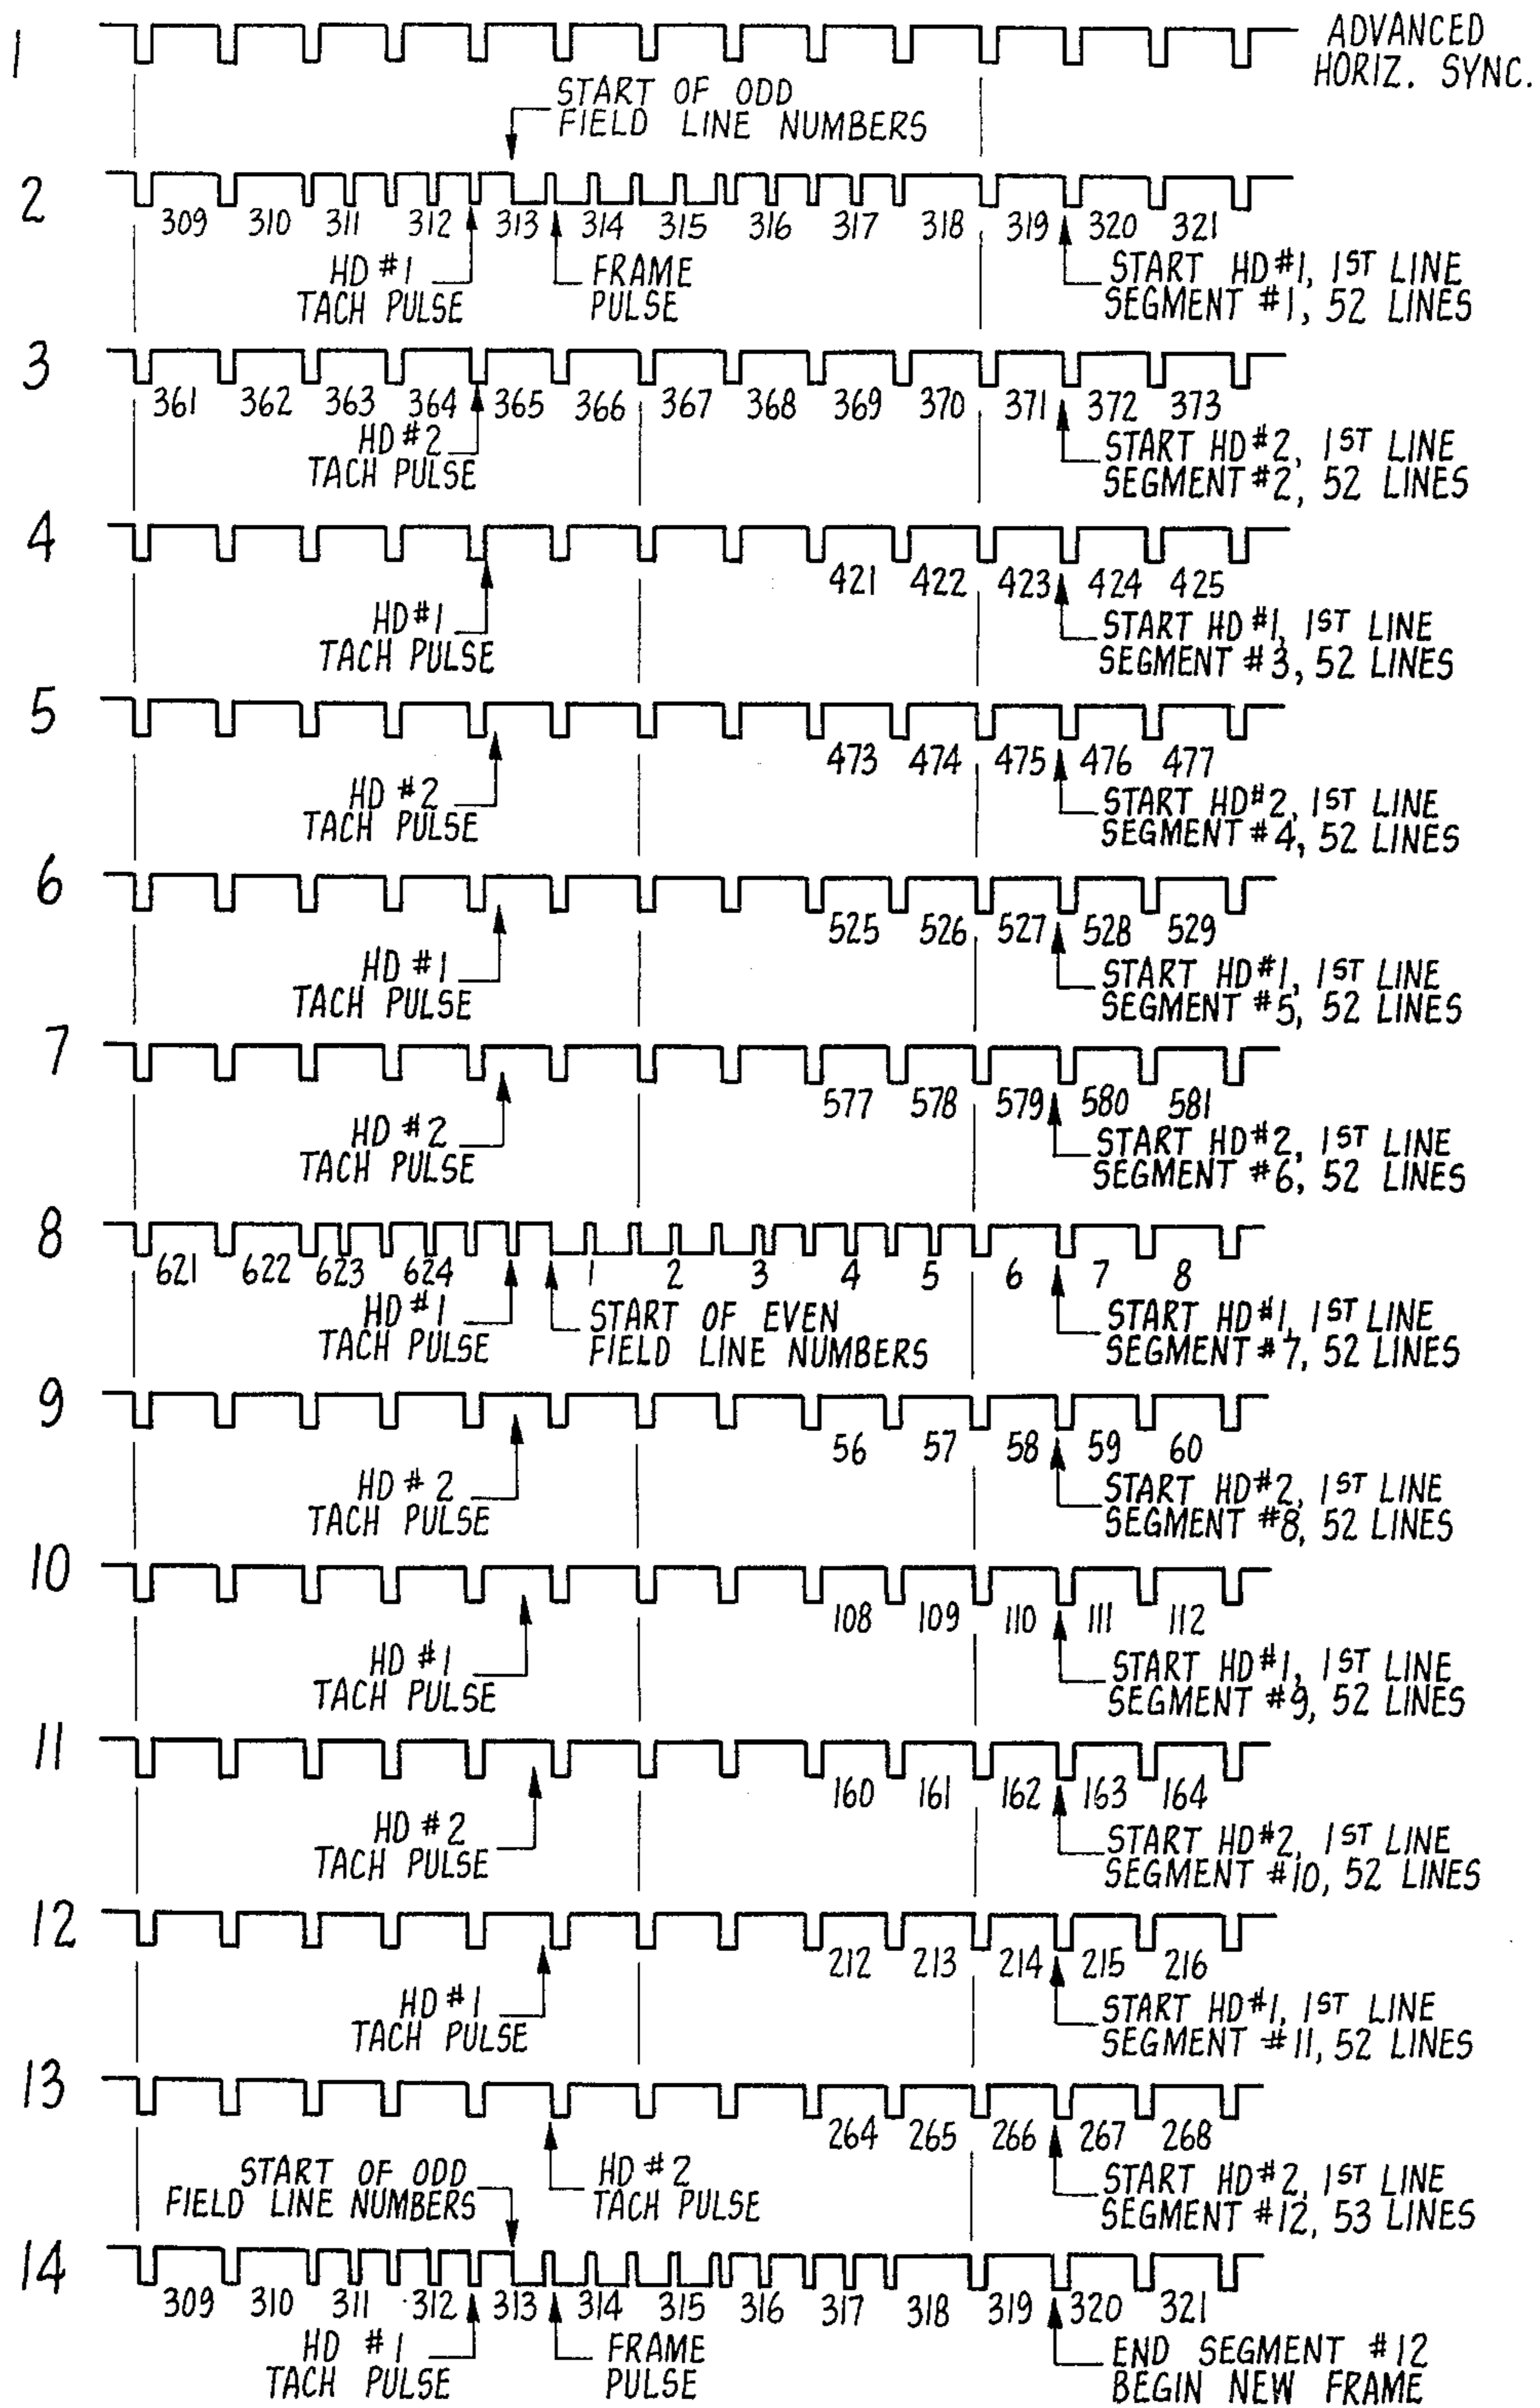 1
ADVANCED
HORIZ. SYNC.
START OF ODD
FIELD LINE NUMBERS
2
309 310 311 312 313 314 315 316 317 318 319 320 321
HD #1
TACH PULSE
FRAME
PULSE
START HD#1, 1ST LINE
SEGMENT #1, 52 LINES
3
361 362 363 364 365 366 367 368 369 370 371 372 373
HD #2
TACH PULSE
START HD#2, 1ST LINE
SEGMENT #2, 52 LINES
4
421 422 423 424 425
HD #1
TACH PULSE
START HD#1, 1ST LINE
SEGMENT #3, 52 LINES
5
473 474 475 476 477
HD #2
TACH PULSE
START HD#2, 1ST LINE
SEGMENT #4, 52 LINES
6
525 526 527 528 529
HD #1
TACH PULSE
START HD#1, 1ST LINE
SEGMENT #5, 52 LINES
7
577 578 579 580 581
HD #2
TACH PULSE
START HD#2, 1ST LINE
SEGMENT #6, 52 LINES
8
621 622 623 624 1 2 3 4 5 6 7 8
HD #1
TACH PULSE
START OF EVEN
FIELD LINE NUMBERS
START HD#1, 1ST LINE
SEGMENT #7, 52 LINES
9
56 57 58 59 60
HD #2
TACH PULSE
START HD#2, 1ST LINE
SEGMENT #8, 52 LINES
10
108 109 110 111 112
HD #1
TACH PULSE
START HD#1, 1ST LINE
SEGMENT #9, 52 LINES
11
160 161 162 163 164
HD #2
TACH PULSE
START HD#2, 1ST LINE
SEGMENT #10, 52 LINES
12
212 213 214 215 216
HD #1
TACH PULSE
START HD#1, 1ST LINE
SEGMENT #11, 52 LINES
13
264 265 266 267 268
START OF ODD
FIELD LINE NUMBERS
HD #2
TACH PULSE
START HD#2, 1ST LINE
SEGMENT #12, 53 LINES
14
309 310 311 312 313 314 315 316 317 318 319 320 321
HD #1
TACH PULSE
FRAME
PULSE
END SEGMENT #12
BEGIN NEW FRAME